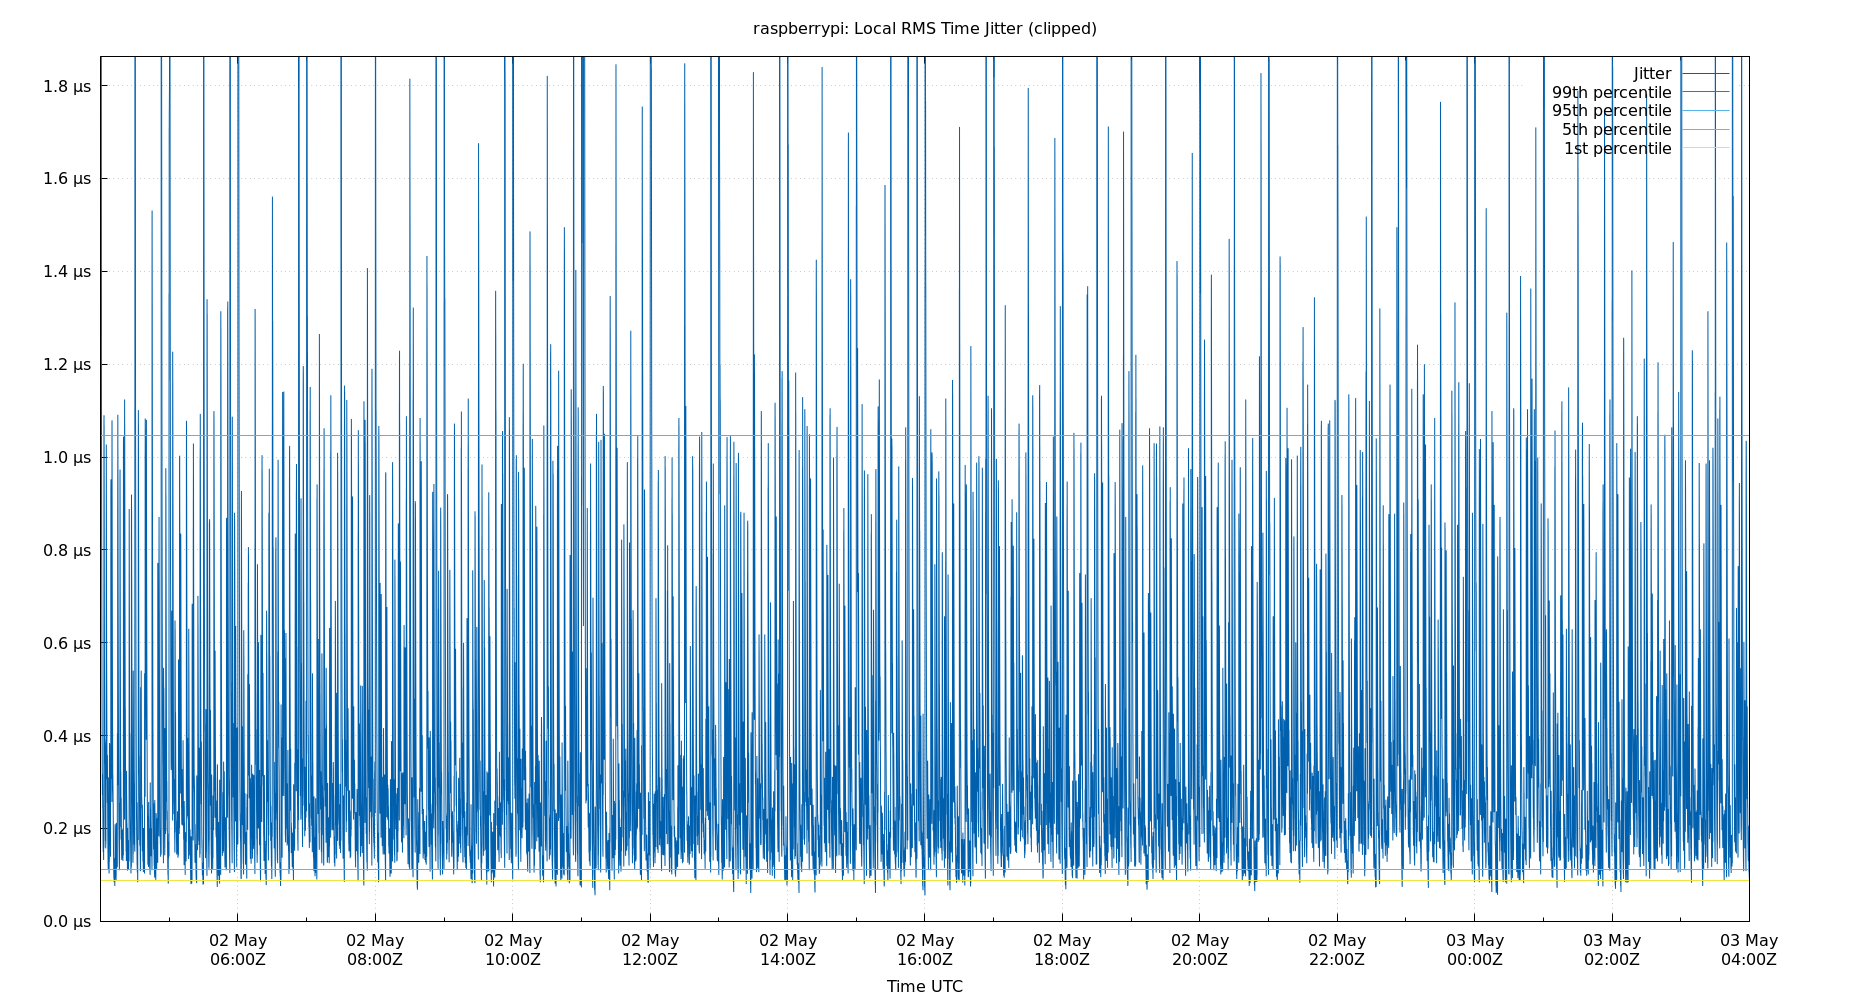 raspberrypi: Local RMS Time Jitter (clipped)
Jitter
99th percentile
95th percentile
5th percentile
1st percentile
1.8 µs
1.6 µs
1.4 µs
1.2 µs
1.0 µs
0.8 µs
0.6 µs
0.4 µs
0.2 µs
0.0 µs
02 May 02 May 02 May 02 May 02 May 02 May 02 May 02 May 02 May 03 May 03 May 03 May
06:00Z 08:00Z 10:00Z 12:00Z 14:00Z 16:00Z 18:00Z 20:00Z 22:00Z 00:00Z 02:00Z 04:00Z
Time UTC